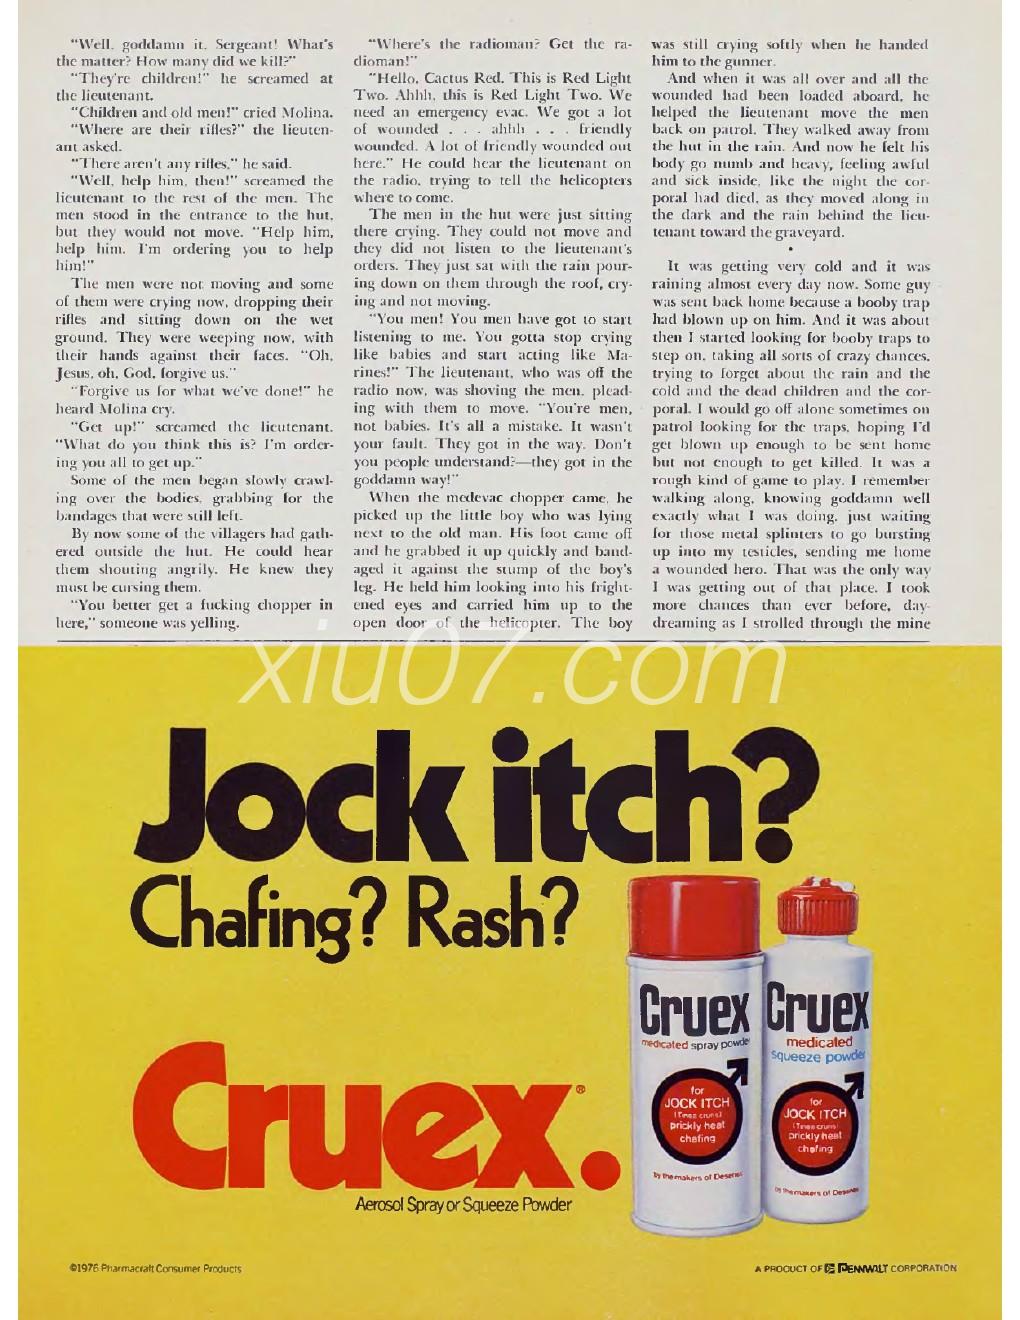 "Well, goddamn it, Sergeant! What's
the matter? How many did we kill?"
"They're children!" he screamed at
the lieutenant.
"Children and old men!" cried Molina.
"Where are their rifles?" the lieuten-
ant asked.
"There aren't any rifles," he said.
"Well, help him, then!" screamed the
lieutenant to the rest of the men. The
men stood in the entrance to the hut,
but they would not move. "Help him,
help him. I'm ordering you to help
him!"
The men were not moving and some
of them were crying now, dropping their
rifles and sitting down on the wet
ground. They were weeping now, with
their hands against their faces. "Oh,
Jesus, oh, God, forgive us."
"Forgive us for what we've done!" he
heard Molina cry.
"Get up!" screamed the lieutenant.
"What do you think this is? I'm order-
ing you all to get up."
Some of the men began slowly crawl-
ing over the bodies, grabbing for the
bandages that were still left.
By now some of the villagers had gath-
ered outside the hut. He could hear
them shouting angrily. He knew they
must be cursing them.
"You better get a fucking chopper in
here," someone was yelling.
"Where's the radioman? Get the ra-
dioman!"
"Hello, Cactus Red. This is Red Light
Two. Ahhh, this is Red Light Two. We
need an emergency evac. We got a lot
of wounded . . . ahhh . . . friendly
wounded. A lot of friendly wounded out
here." He could hear the lieutenant on
the radio, trying to tell the helicopters
where to come.
The men in the hut were just sitting
there crying. They could not move and
they did not listen to the lieutenant's
orders. They just sat with the rain pour-
ing down on them through the roof, cry-
ing and not moving.
"You men! You men have got to start
listening to me. You gotta stop crying
like babies and start acting like Ma-
rines!" The lieutenant, who was off the
radio now, was shoving the men, plead-
ing with them to move. "You're men,
not babies. It's all a mistake. It wasn't
your fault. They got in the way. Don't
you people understand?—they got in the
goddamn way!"
When the medevac chopper came, he
picked up the little boy who was lying
next to the old man. His foot came off
and he grabbed it up quickly and band-
aged it against the stump of the boy's
leg. He held him looking into his fright-
ened eyes and carried him up to the
open door of the helicopter. The boy
was still crying softly when he handed
him to the gunner.
And when it was all over and all the
wounded had been loaded aboard, he
helped the lieutenant move the men
back on patrol. They walked away from
the hut in the rain. And now he felt his
body go numb and heavy, feeling awful
and sick inside, like the night the cor-
poral had died, as they moved along in
the dark and the rain behind the lieu-
tenant toward the graveyard.
•
It was getting very cold and it was
raining almost every day now. Some guy
was sent back home because a booby trap
had blown up on him. And it was about
then I started looking for booby traps to
step on, taking all sorts of crazy chances,
trying to forget about the rain and the
cold and the dead children and the cor-
poral. I would go off alone sometimes on
patrol looking for the traps, hoping I'd
get blown up enough to be sent home
but not enough to get killed. It was a
rough kind of game to play. I remember
walking along, knowing goddamn well
exactly what I was doing, just waiting
for those metal splinters to go bursting
up into my testicles, sending me home
a wounded hero. That was the only way
I was getting out of that place. I took
more chances than ever before, day-
dreaming as I strolled through the mine
xiu07.com
Jock itch?
Chafing? Rash?
Cruex®.
Aerosol Spray or Squeeze Powder
Cruex
medicated spray powder
for
JOCK ITCH
(Tinea cruris)
prickly heat
chafing
by the makers of Desenex
Cruex
medicated
squeeze powder
for
JOCK ITCH
(Tinea cruris)
prickly heat
chafing
by the makers of Desenex
©1976 Pharmacraft Consumer Products
A PRODUCT OF PENNWALT CORPORATION